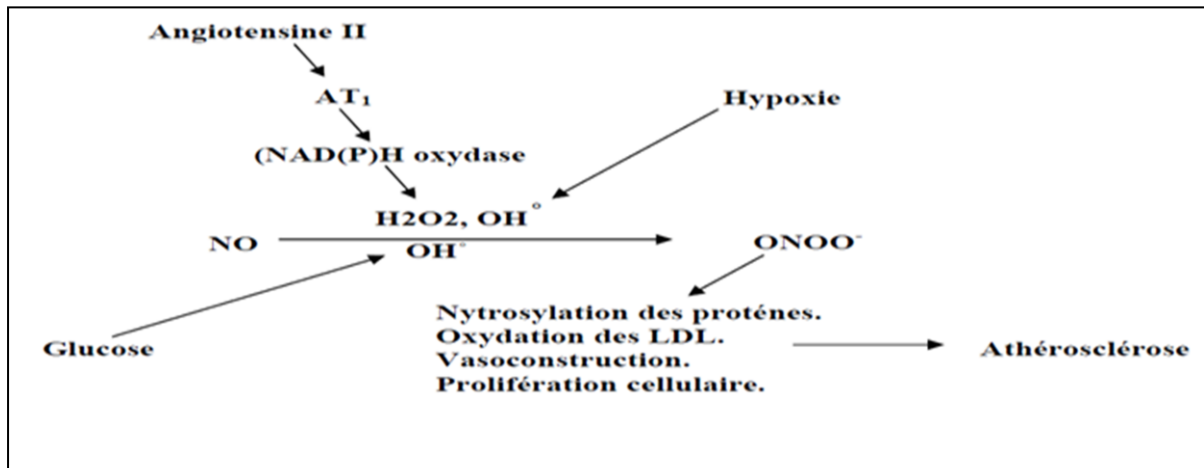 Angiotensine II
AT₁
Hypoxie
(NAD(P)H oxydase
H2O2, OH°
NO
OH°
ONOO⁻
Nytrosylation des proténes.
Oxydation des LDL.
Glucose
Athérosclérose
Vasoconstruction.
Prolifération cellulaire.